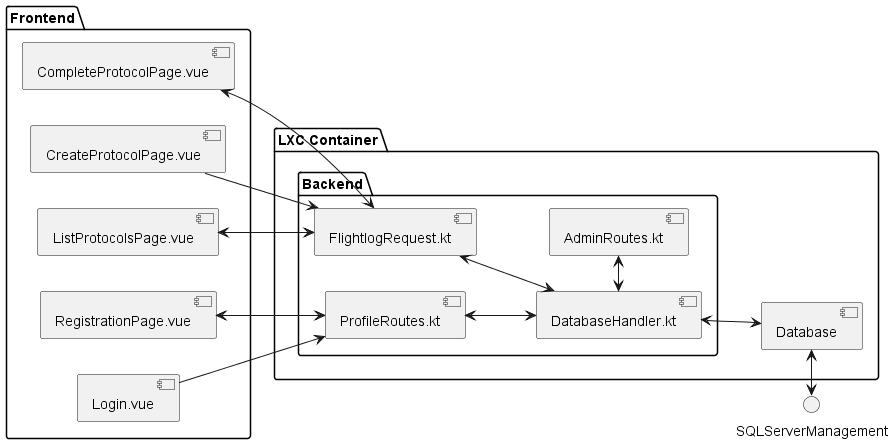 Frontend
CompleteProtocolPage.vue
CreateProtocolPage.vue
ListProtocolsPage.vue
RegistrationPage.vue
Login.vue
LXC Container
Backend
FlightlogRequest.kt
AdminRoutes.kt
ProfileRoutes.kt
DatabaseHandler.kt
Database
SQLServerManagement